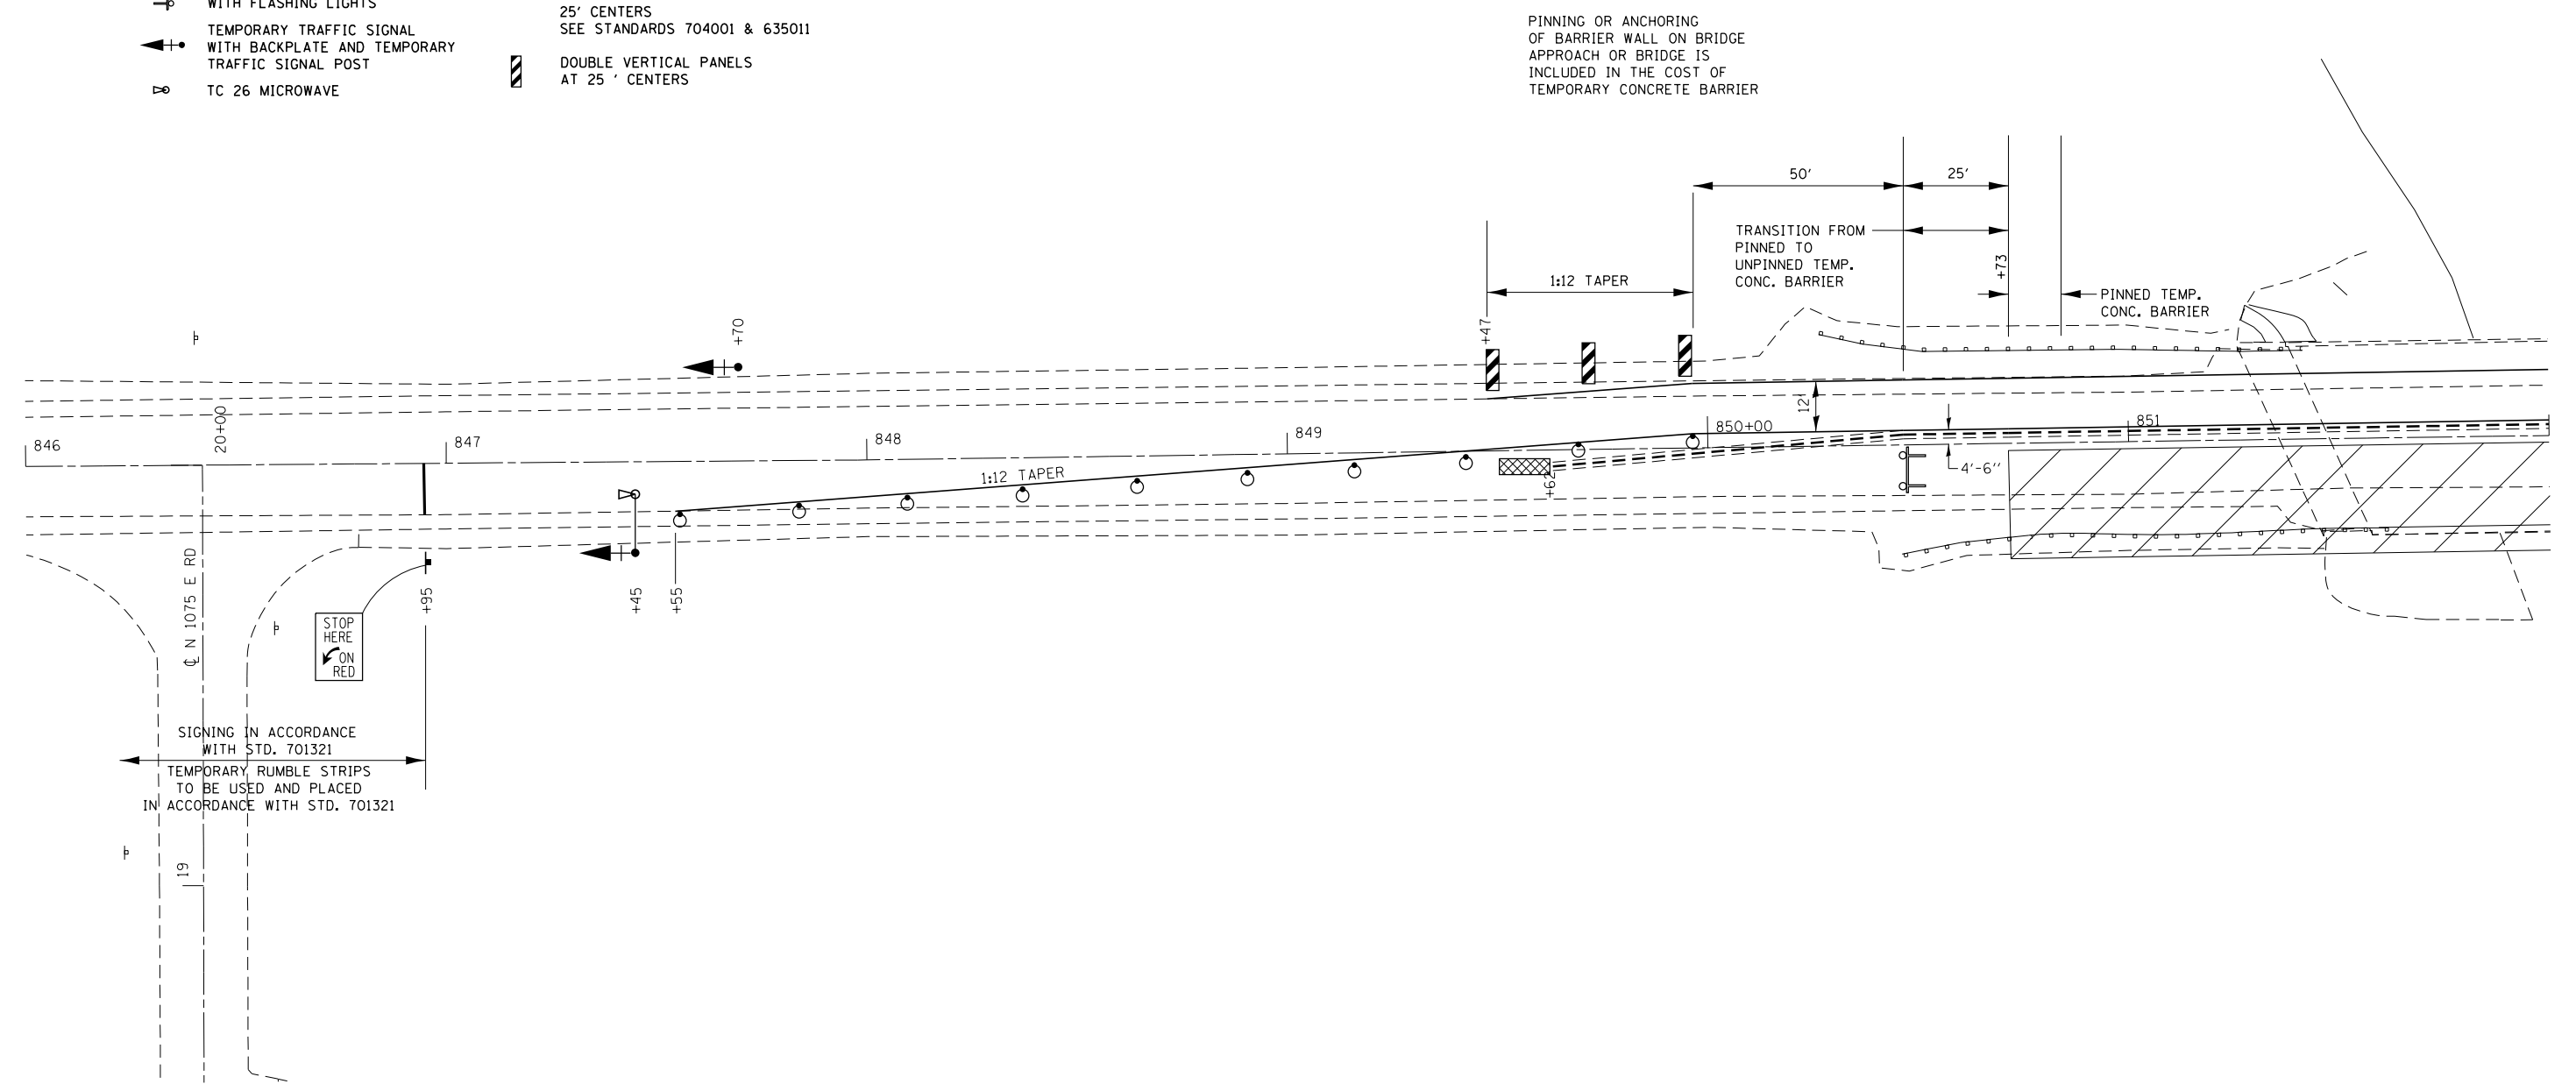 WITH FLASHING LIGHTS
TEMPORARY TRAFFIC SIGNAL
WITH BACKPLATE AND TEMPORARY
TRAFFIC SIGNAL POST
TC 26 MICROWAVE
25' CENTERS
SEE STANDARDS 704001 & 635011
DOUBLE VERTICAL PANELS
AT 25 ' CENTERS
PINNING OR ANCHORING
OF BARRIER WALL ON BRIDGE
APPROACH OR BRIDGE IS
INCLUDED IN THE COST OF
TEMPORARY CONCRETE BARRIER
50'
25'
TRANSITION FROM
PINNED TO
UNPINNED TEMP.
CONC. BARRIER
+73
1:12 TAPER
PINNED TEMP.
CONC. BARRIER
+70
+47
12'
846
20+00
847
848
849
850+00
851
1:12 TAPER
+62
4'-6"
℄ N 1075 E RD
+95
+45
+55
STOP
HERE
ON
RED
SIGNING IN ACCORDANCE
WITH STD. 701321
TEMPORARY RUMBLE STRIPS
TO BE USED AND PLACED
IN ACCORDANCE WITH STD. 701321
19